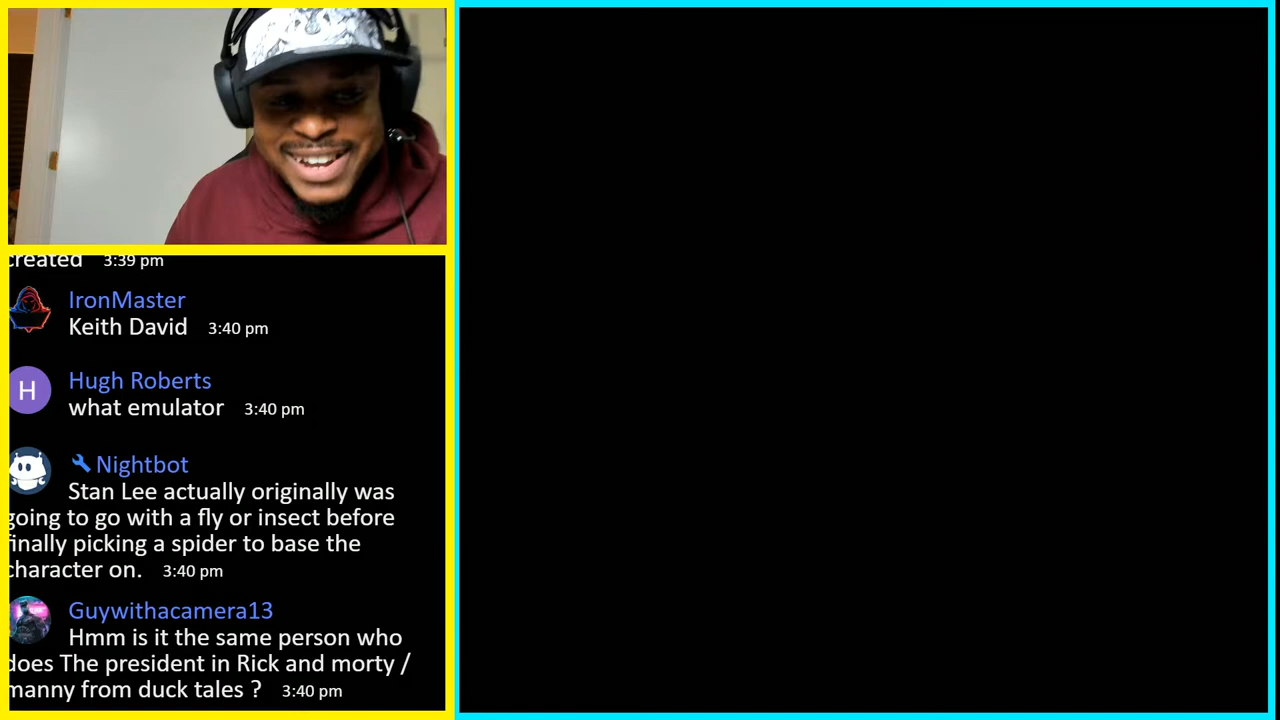 created 3:39 pm
IronMaster
Keith David 3:40 pm
H
Hugh Roberts
what emulator 3:40 pm
Nightbot
Stan Lee actually originally was
going to go with a fly or insect before
finally picking a spider to base the
character on. 3:40 pm
Guywithacamera13
Hmm is it the same person who
does The president in Rick and morty /
manny from duck tales ? 3:40 pm